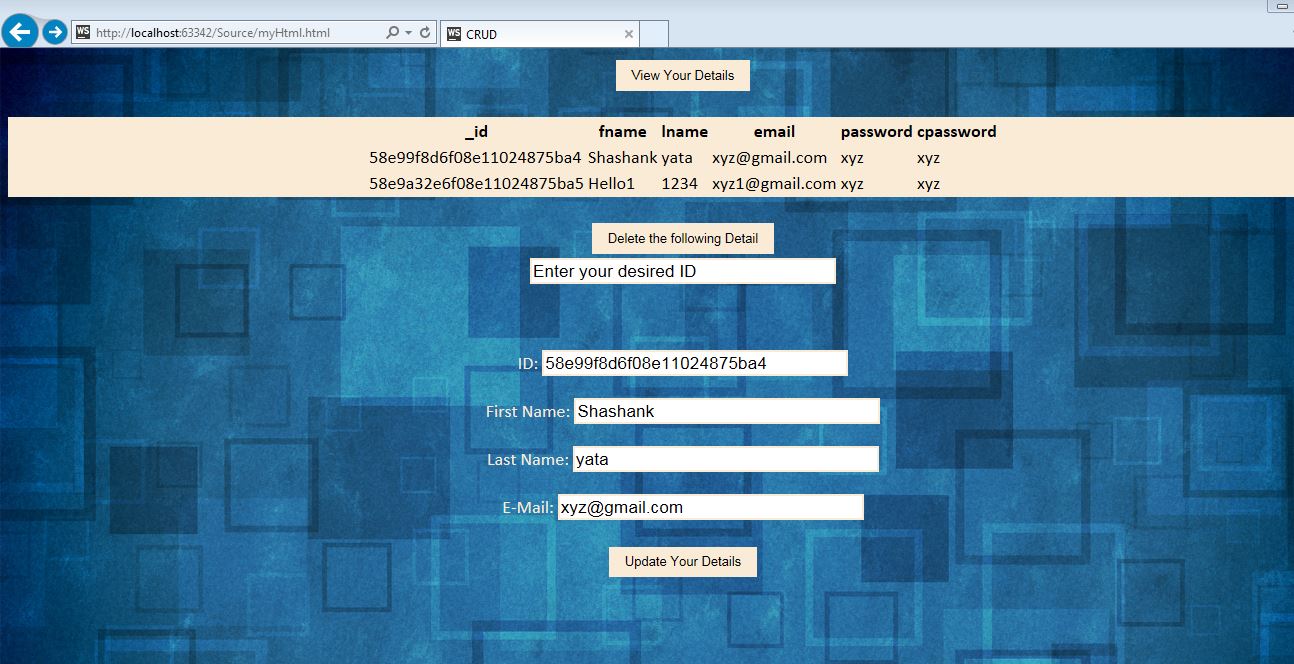 WS http://localhost:63342/Source/myHtml.html WS CRUD
View Your Details
_id fname lname email password cpassword
58e99f8d6f08e11024875ba4 Shashank yata xyz@gmail.com xyz xyz
58e9a32e6f08e11024875ba5 Hello1 1234 xyz1@gmail.com xyz xyz
Delete the following Detail
Enter your desired ID
ID: 58e99f8d6f08e11024875ba4
First Name: Shashank
Last Name: yata
E-Mail: xyz@gmail.com
Update Your Details